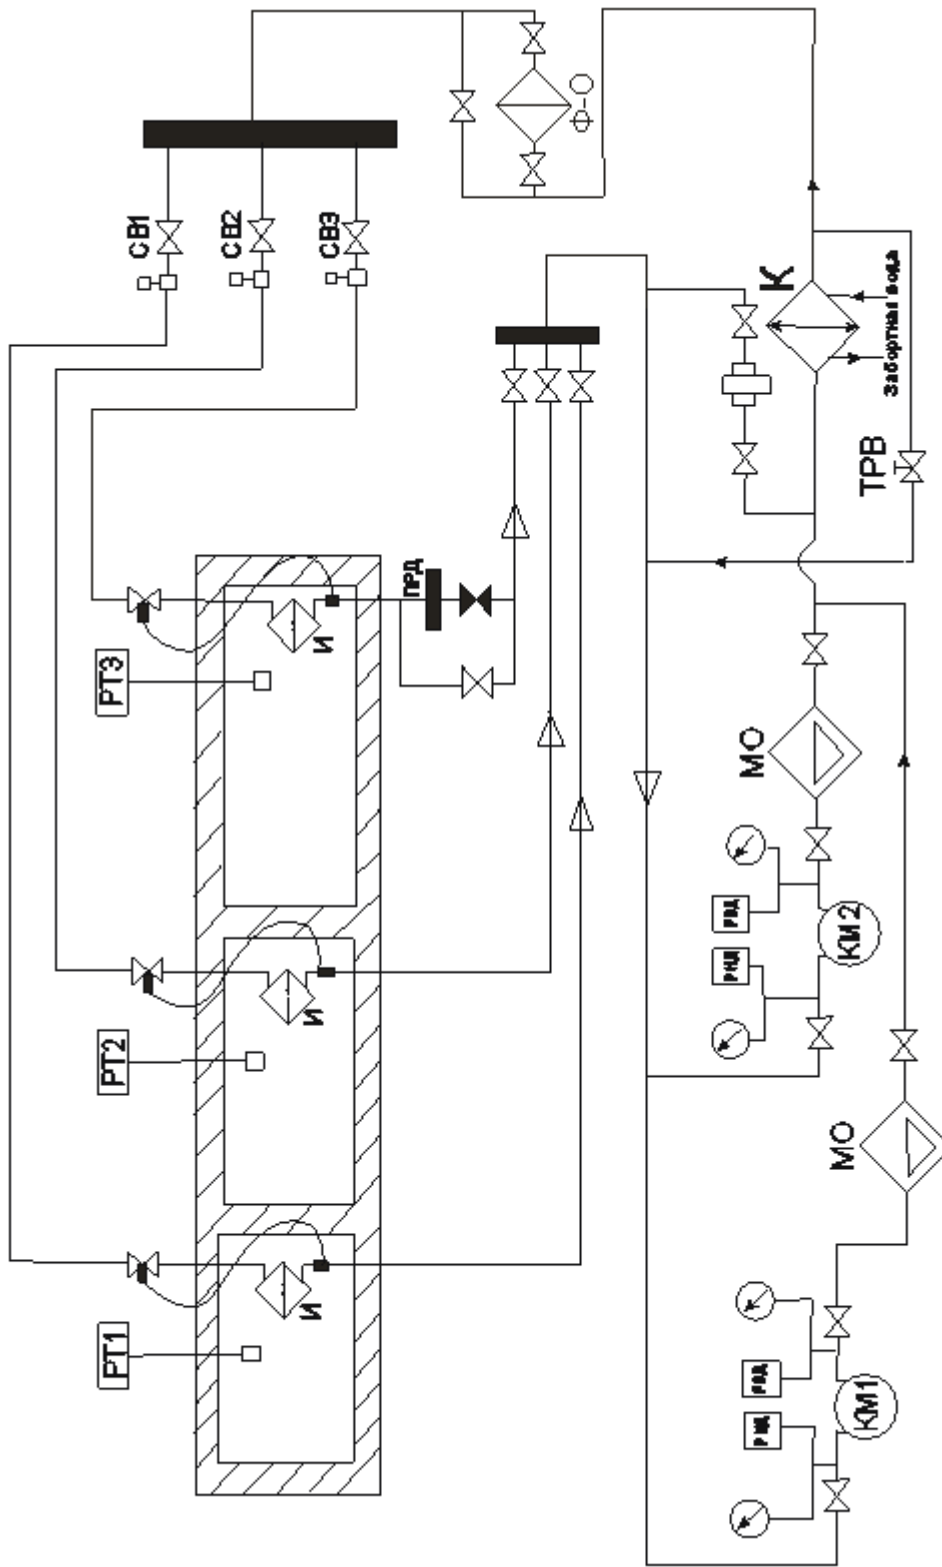 СВ1
СВ2
СВ3
Ф-О
РТ3
И
ПРД
РТ2
И
РТ1
И
К
Забортная вода
ТРВ
МО
РВД
РНД
КМ2
МО
РВД
РНД
КМ1